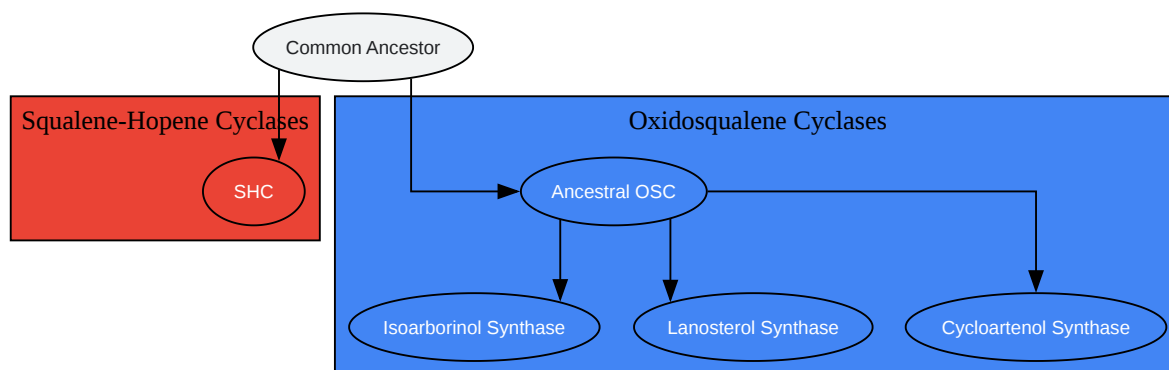 Common Ancestor
Squalene-Hopene Cyclases
Oxidosqualene Cyclases
SHC
Ancestral OSC
Isoarborinol Synthase
Lanosterol Synthase
Cycloartenol Synthase